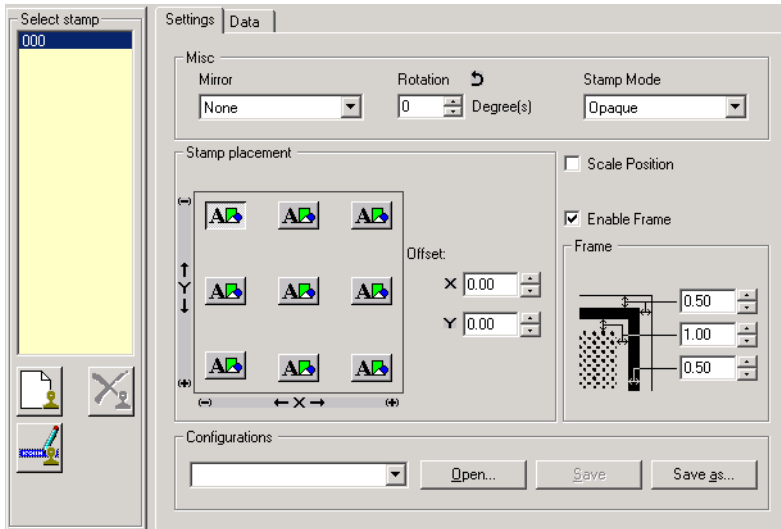 Select stamp
000
Settings
Data
Misc
Mirror
Rotation
Stamp Mode
None
0
Degree(s)
Opaque
Stamp placement
Scale Position
Enable Frame
Frame
(-)
A A A
Offset:
↑
Y
↓
A A A
X 0.00
Y 0.00
0.50
1.00
0.50
A A A
(+)
(-) ← X → (+)
Configurations
Open...
Save
Save as...